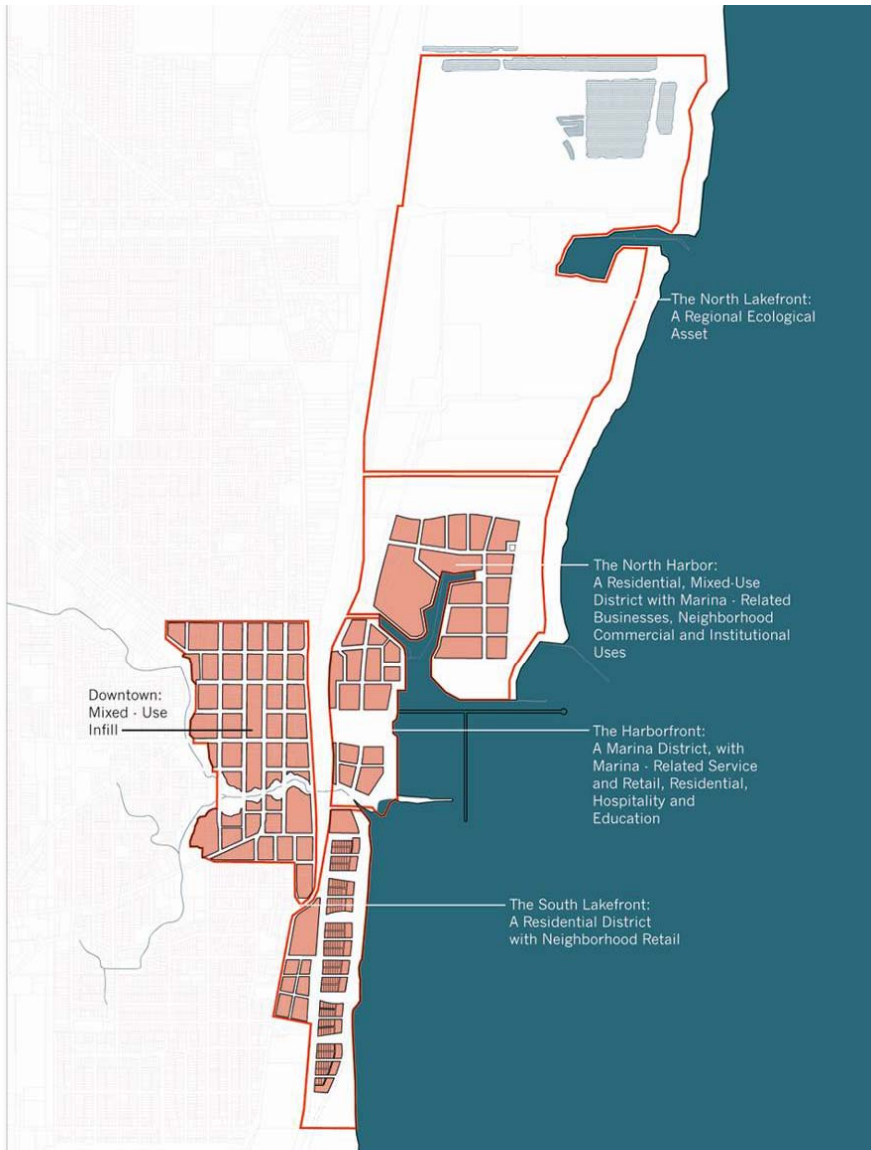 The North Lakefront:
A Regional Ecological
Asset
The North Harbor:
A Residential, Mixed-Use
District with Marina - Related
Businesses, Neighborhood
Commercial and Institutional
Uses
Downtown:
Mixed - Use
Infill
The Harborfront:
A Marina District, with
Marina - Related Service
and Retail, Residential,
Hospitality and
Education
The South Lakefront:
A Residential District
with Neighborhood Retail